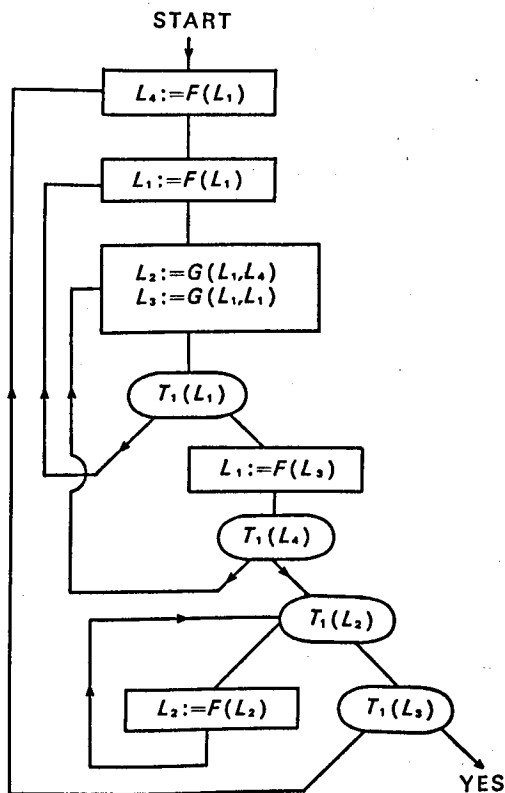 START
L₄:=F(L₁)
L₁:=F(L₁)
L₂:=G(L₁,L₄)
L₃:=G(L₁,L₁)
T₁(L₁)
L₁:=F(L₃)
T₁(L₄)
T₁(L₂)
L₂:=F(L₂)
T₁(L₃)
YES